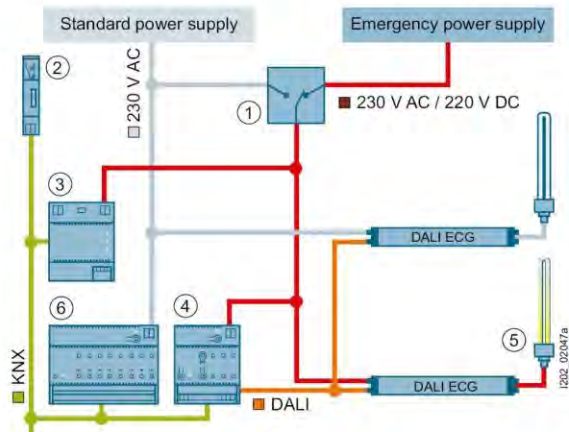 Standard power supply
Emergency power supply
2
230 V AC
1
230 V AC / 220 V DC
3
DALI ECG
6
4
5
KNX
DALI
DALI ECG
I202_02047a